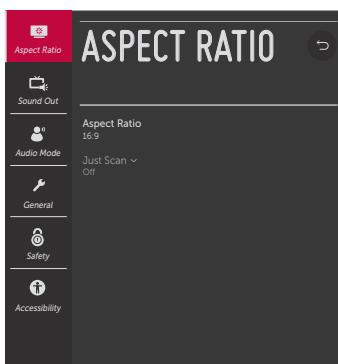 Aspect Ratio
Sound Out
Audio Mode
General
Safety
Accessibility
ASPECT RATIO
Aspect Ratio
16:9
Just Scan
Off